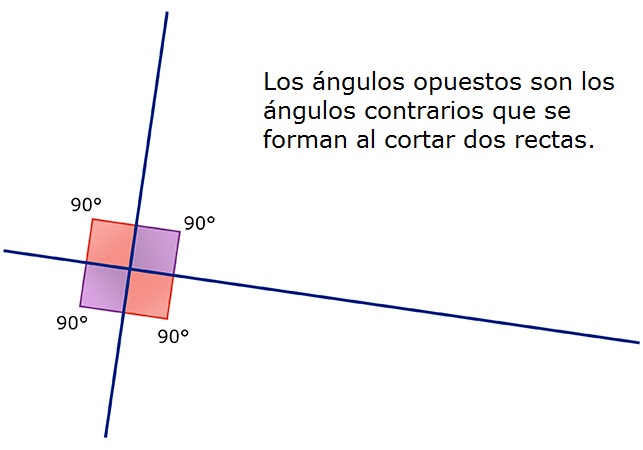 Los ángulos opuestos son los
ángulos contrarios que se
forman al cortar dos rectas.
90°
90°
90°
90°